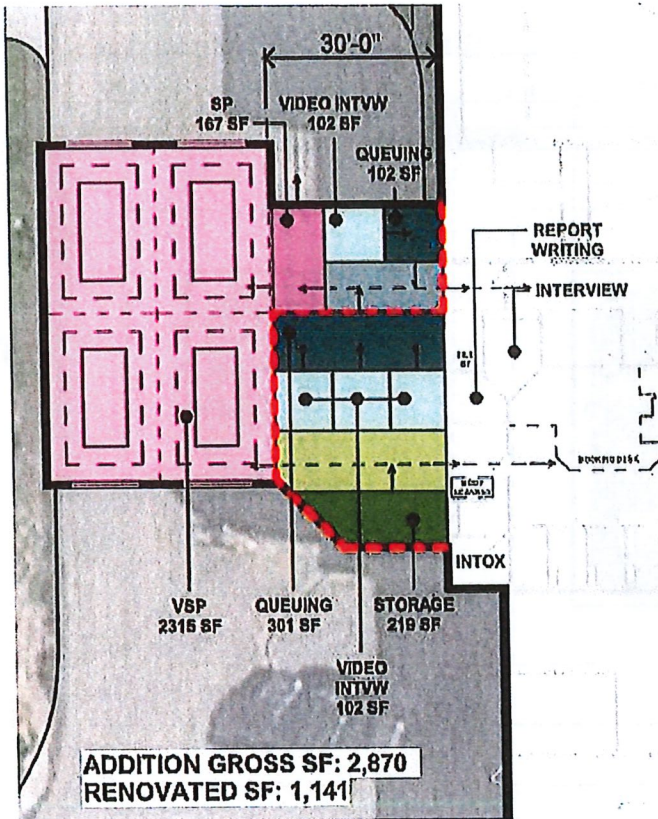 30'-0"
SP
167 SF
VIDEO INTVW
102 SF
QUEUING
102 SF
REPORT
WRITING
INTERVIEW
INTOX
VSP
2315 SF
QUEUING
301 SF
STORAGE
219 SF
VIDEO
INTVW
102 SF
ADDITION GROSS SF: 2,870
RENOVATED SF: 1,141